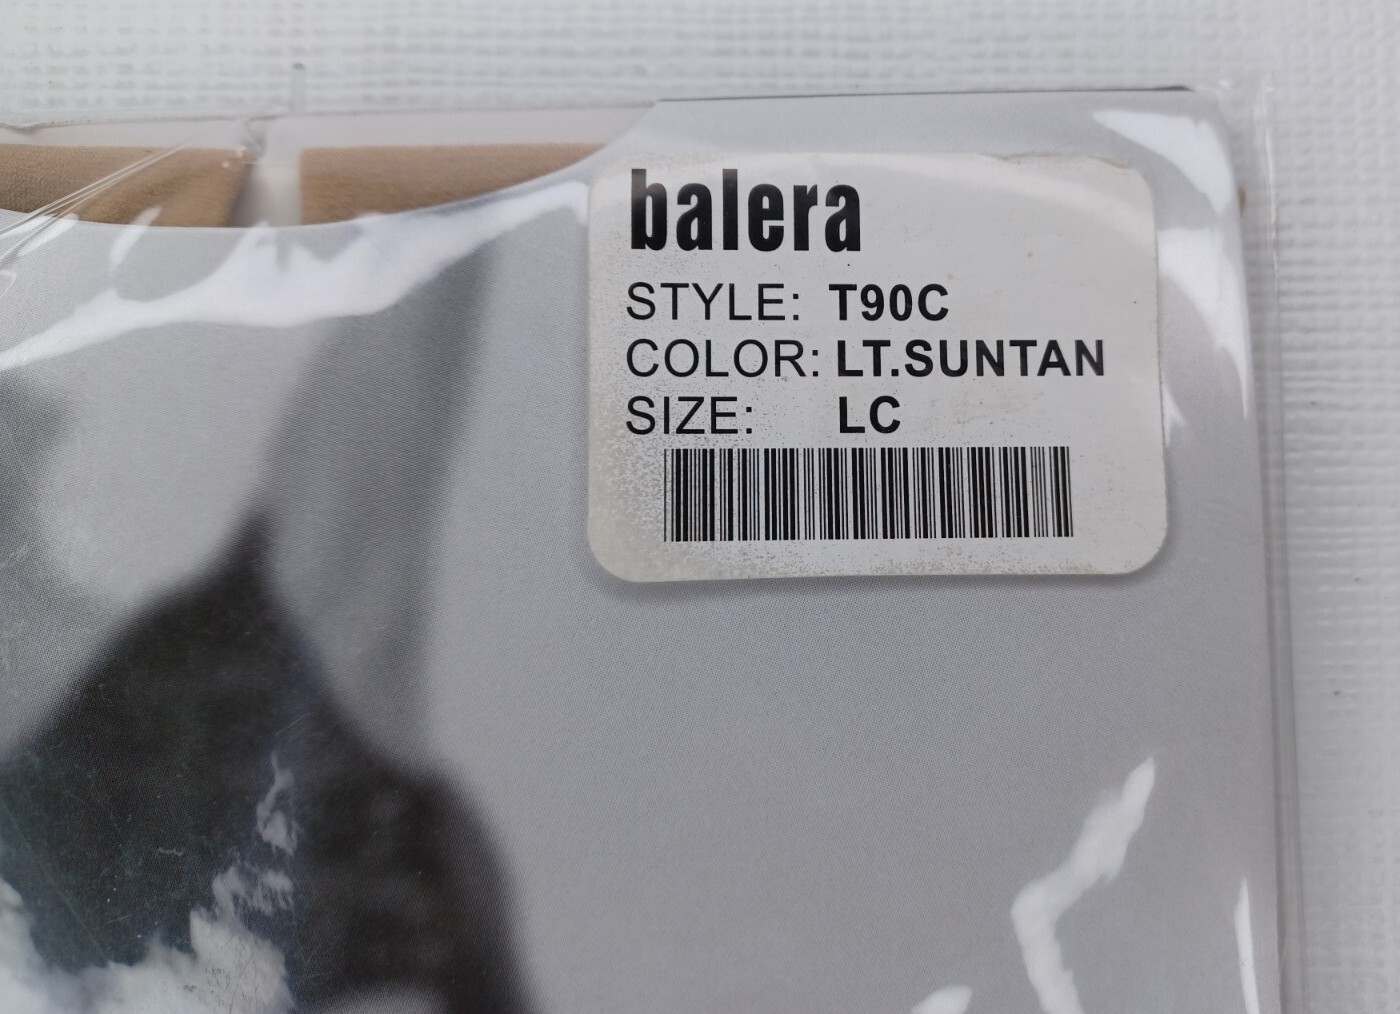 balera
STYLE: T90C
COLOR: LT.SUNTAN
SIZE: LC